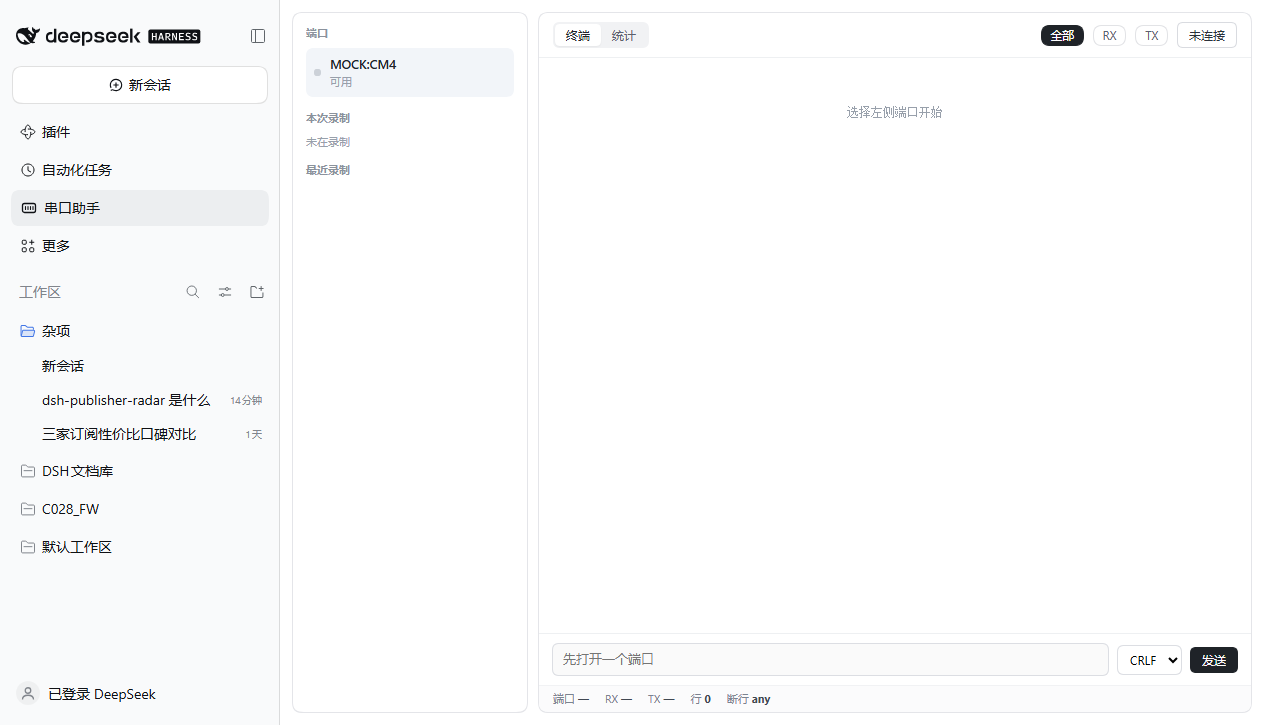 deepseek HARNESS
新会话
插件
自动化任务
串口助手
更多
工作区
杂项
新会话
dsh-publisher-radar 是什么 14分钟
三家订阅性价比口碑对比 1天
DSH文档库
C028_FW
默认工作区
已登录 DeepSeek
端口
MOCK:CM4
可用
本次录制
未在录制
最近录制
终端 统计 全部 RX TX 未连接
选择左侧端口开始
先打开一个端口 CRLF 发送
端口 — RX — TX — 行 0 断行 any